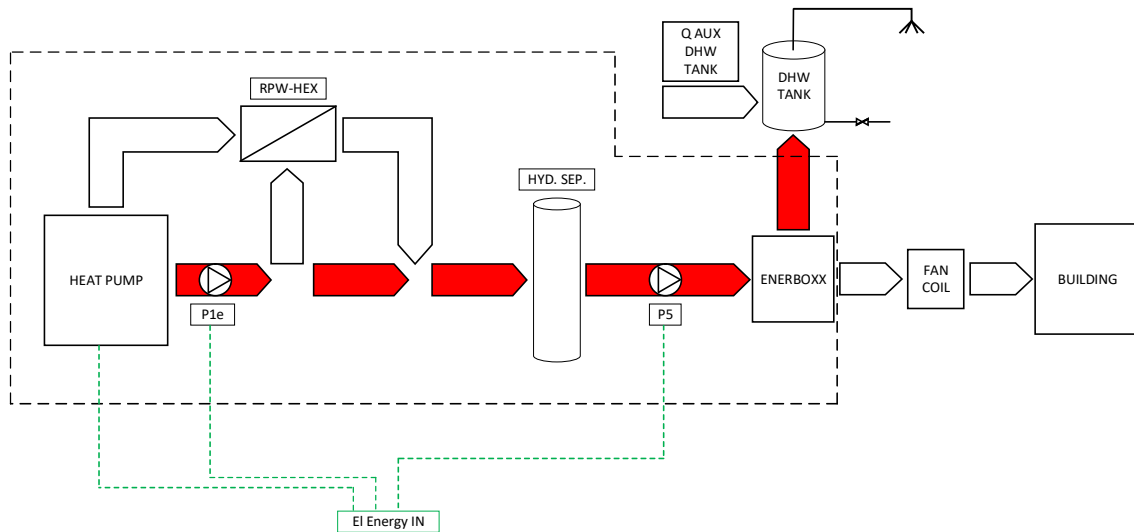 Q AUX
DHW
TANK
DHW
TANK
RPW-HEX
HYD. SEP.
HEAT PUMP
ENERBOXX
FAN
COIL
BUILDING
P1e
P5
El Energy IN